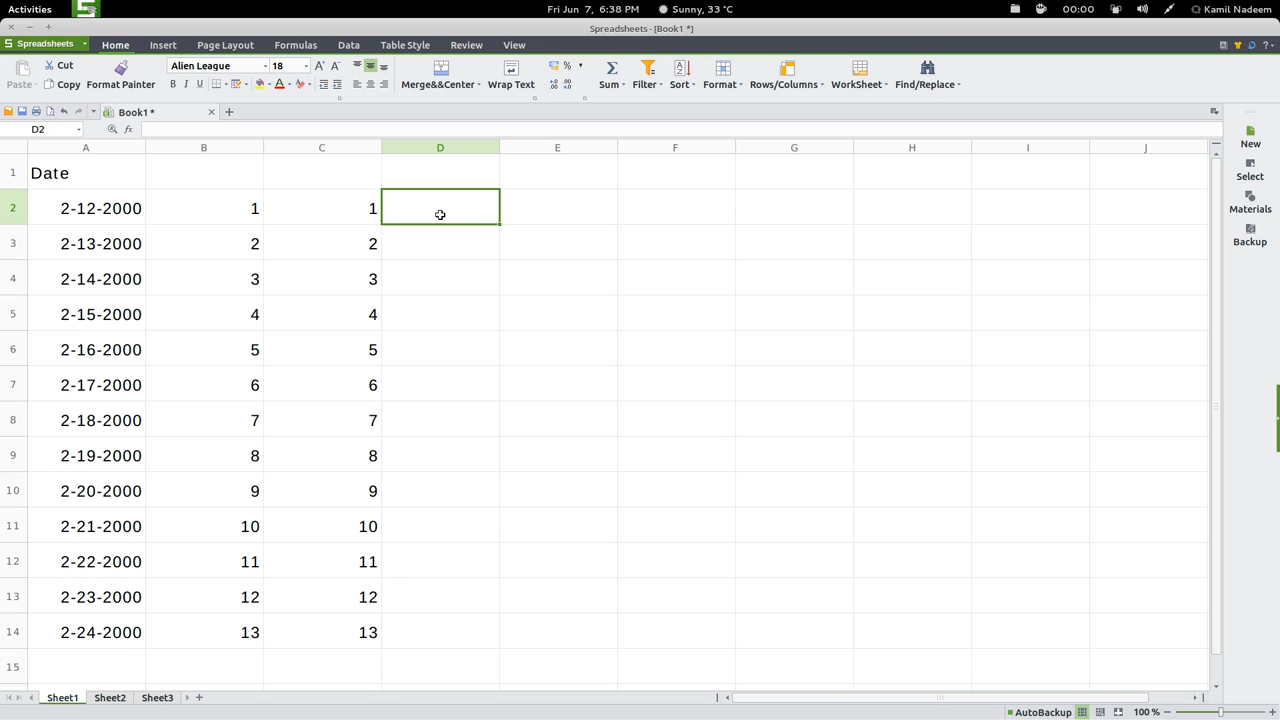 Activities Fri Jun 7, 6:38 PM Sunny, 33 °C 00:00 Kamil Nadeem
Spreadsheets - [Book1 *]
Spreadsheets Home Insert Page Layout Formulas Data Table Style Review View
Paste Cut Copy Format Painter Alien League 18 B I U A Merge&&Center Wrap Text % Sum Filter Sort Format Rows/Columns WorkSheet Find/Replace
Book1 *
D2 fx
A B C D E F G H I J
1 Date
2 2-12-2000 1 1
3 2-13-2000 2 2
4 2-14-2000 3 3
5 2-15-2000 4 4
6 2-16-2000 5 5
7 2-17-2000 6 6
8 2-18-2000 7 7
9 2-19-2000 8 8
10 2-20-2000 9 9
11 2-21-2000 10 10
12 2-22-2000 11 11
13 2-23-2000 12 12
14 2-24-2000 13 13
15
New
Select
Materials
Backup
Sheet1 Sheet2 Sheet3
AutoBackup 100 %